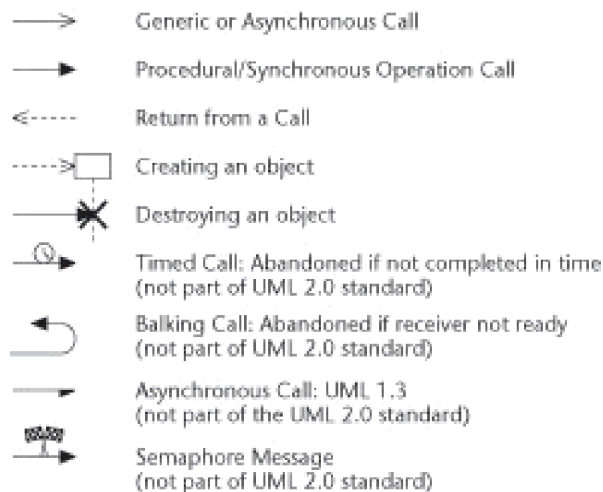 Generic or Asynchronous Call
Procedural/Synchronous Operation Call
Return from a Call
Creating an object
Destroying an object
Timed Call: Abandoned if not completed in time
(not part of UML 2.0 standard)
Balking Call: Abandoned if receiver not ready
(not part of UML 2.0 standard)
Asynchronous Call: UML 1.3
(not part of the UML 2.0 standard)
Semaphore Message
(not part of UML 2.0 standard)